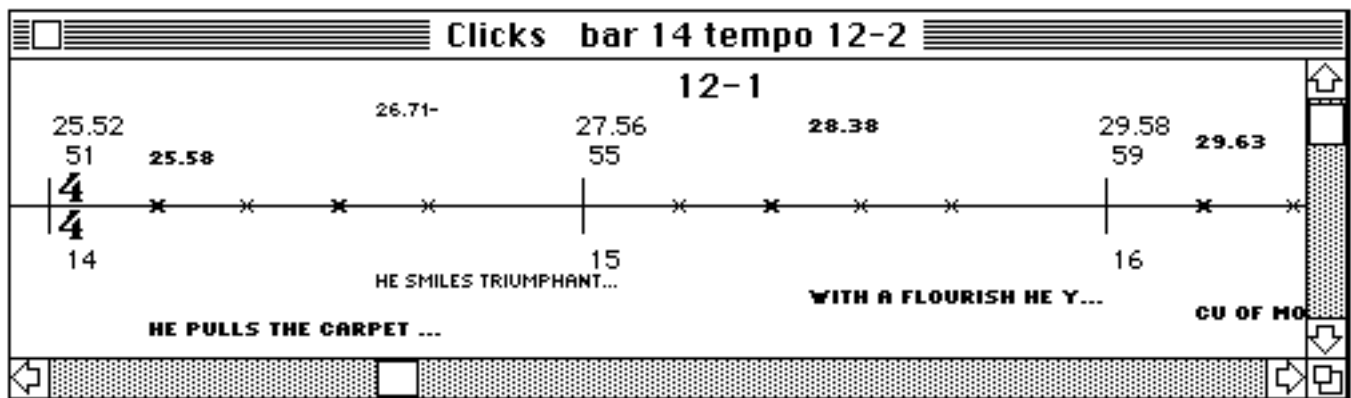 Clicks bar 14 tempo 12-2
12-1
26.71-
25.52 27.56 28.38 29.58
51 25.58 55 59 29.63
4
4
14 15 16
HE SMILES TRIUMPHANT...
WITH A FLOURISH HE Y...
CU OF MO
HE PULLS THE CARPET ...